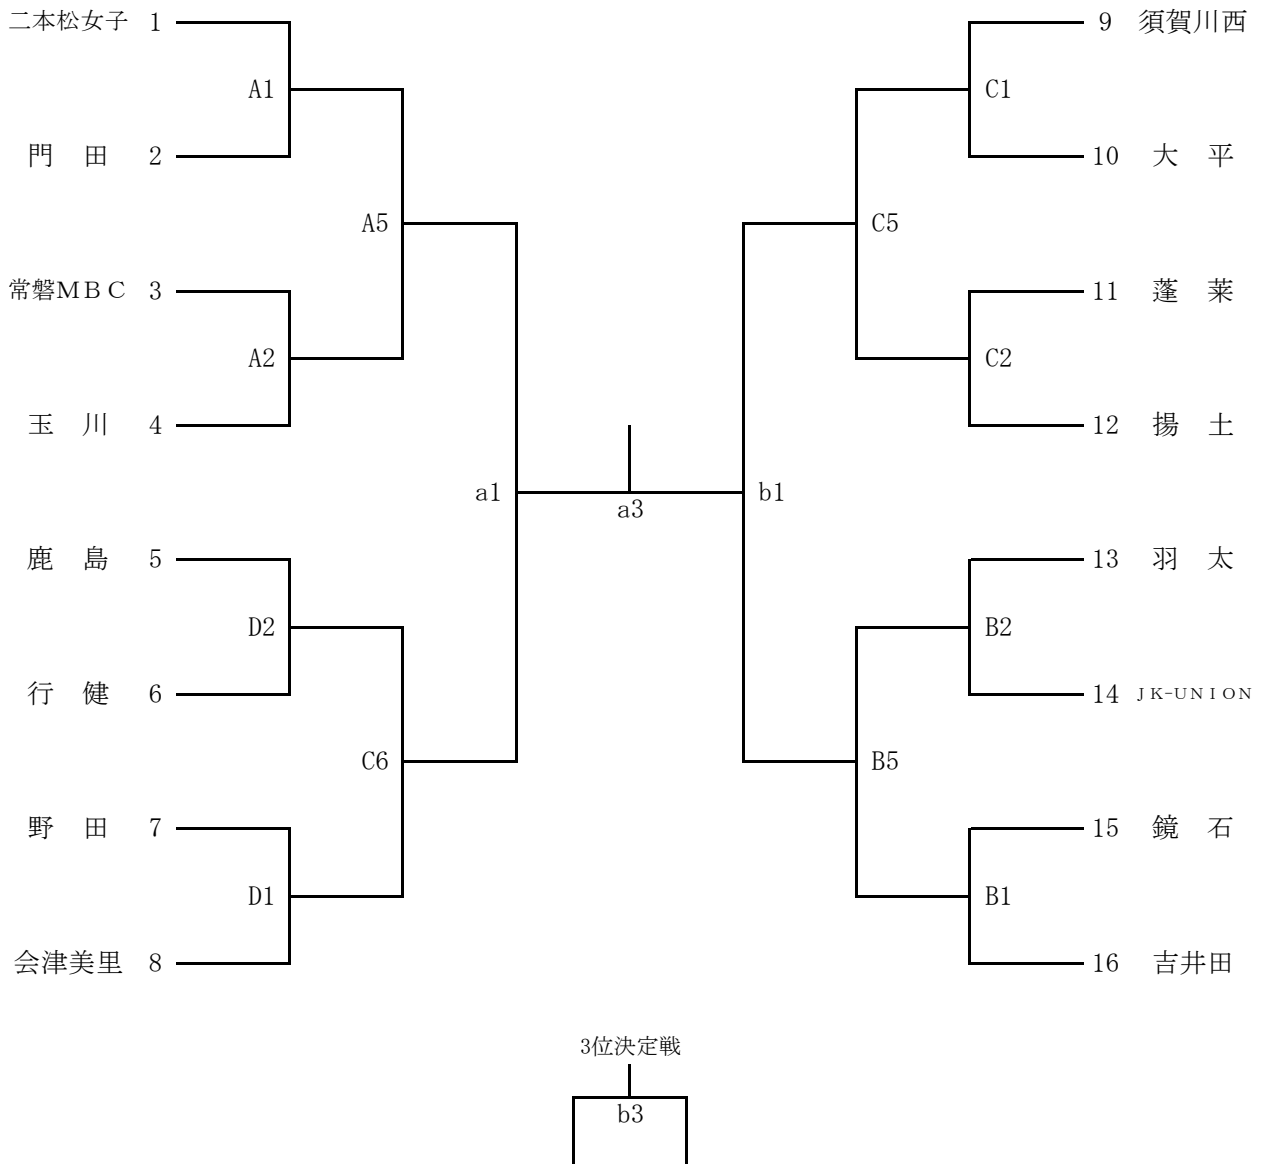 二本松女子 1
A1
門　田 2
A5
常磐ＭＢＣ 3
A2
玉　川 4
a1
鹿　島 5
D2
行　健 6
C6
野　田 7
D1
会津美里 8
a3
9 須賀川西
C1
10 大　平
C5
11 蓬　莱
C2
12 揚　土
b1
13 羽　太
B2
14 ＪＫ−ＵＮＩＯＮ
B5
15 鏡　石
B1
16 吉井田
3位決定戦
b3